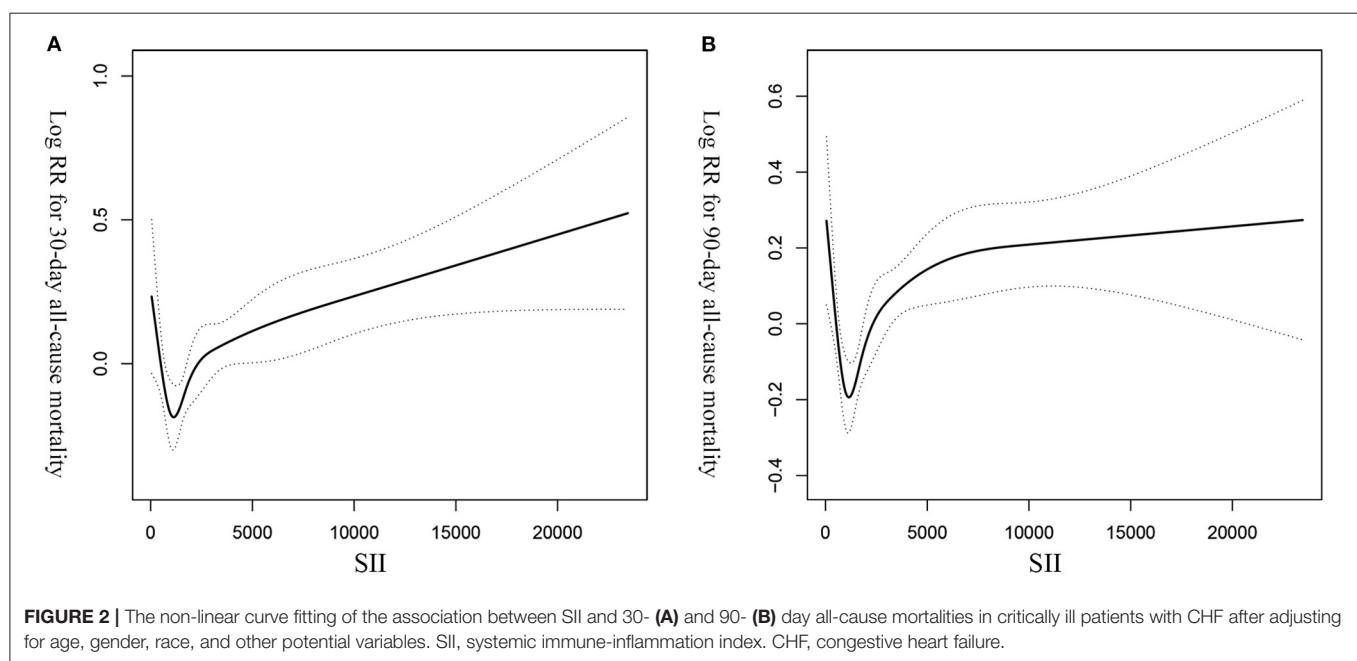 A
Log RR for 30-day all-cause mortality
1.0
0.5
0.0
0 5000 10000 15000 20000
SII
B
Log RR for 90-day all-cause mortality
0.6
0.4
0.2
0.0
−0.2
−0.4
0 5000 10000 15000 20000
SII
FIGURE 2 | The non-linear curve fitting of the association between SII and 30- (A) and 90- (B) day all-cause mortalities in critically ill patients with CHF after adjusting
for age, gender, race, and other potential variables. SII, systemic immune-inflammation index. CHF, congestive heart failure.